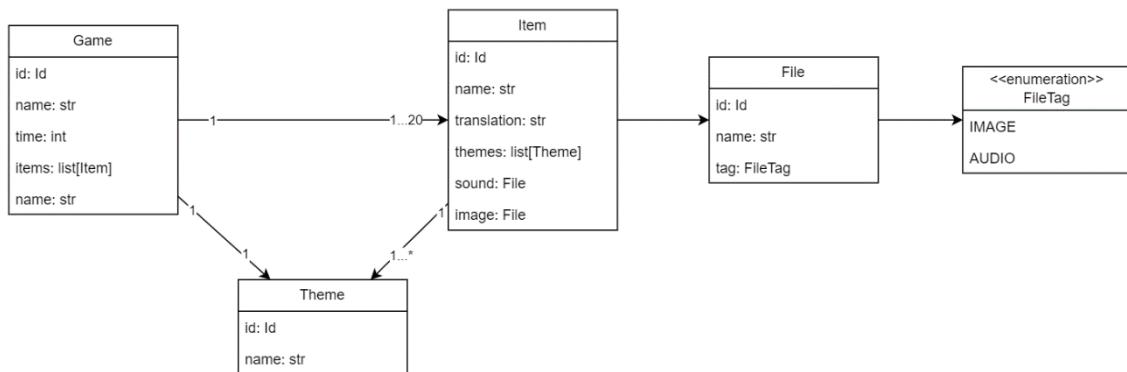 Game
id: Id
name: str
time: int
items: list[Item]
name: str
1
1...20
1
1
Item
id: Id
name: str
translation: str
themes: list[Theme]
sound: File
image: File
1
1...*
Theme
id: Id
name: str
File
id: Id
name: str
tag: FileTag
<<enumeration>>
FileTag
IMAGE
AUDIO